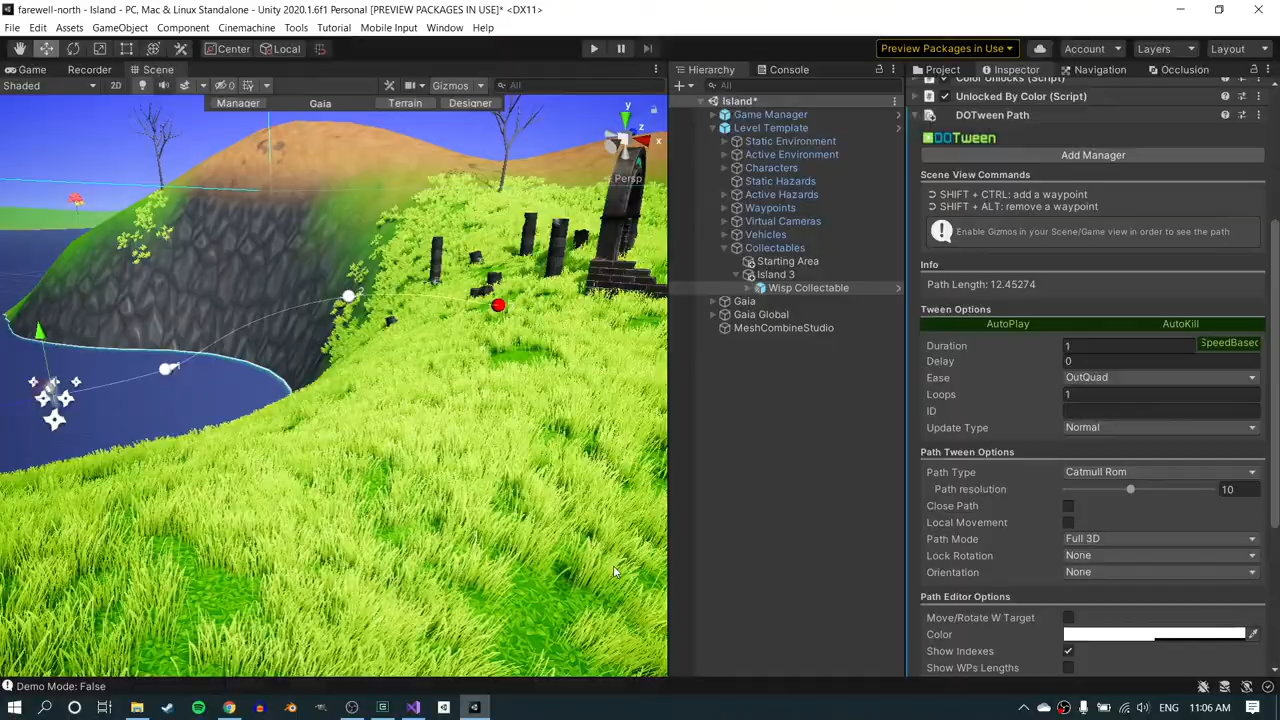 farewell-north - Island - PC, Mac & Linux Standalone - Unity 2020.1.6f1 Personal [PREVIEW PACKAGES IN USE]* <DX11>
File Edit Assets GameObject Component Cinemachine Tools Tutorial Mobile Input Window Help
Center Local Preview Packages in Use Account Layers Layout
Game Recorder Scene Hierarchy Console Project Inspector Navigation Occlusion
Shaded 2D 0 Gizmos All All
Manager Gaia Terrain Designer
y
z
x
Persp
Island*
Game Manager
Level Template
Static Environment
Active Environment
Characters
Static Hazards
Active Hazards
Waypoints
Virtual Cameras
Vehicles
Collectables
Starting Area
Island 3
Wisp Collectable
Gaia
Gaia Global
MeshCombineStudio
Color Unlocks (Script)
Unlocked By Color (Script)
DOTween Path
DOTween
Add Manager
Scene View Commands
➲ SHIFT + CTRL: add a waypoint
➲ SHIFT + ALT: remove a waypoint
Enable Gizmos in your Scene/Game view in order to see the path
Info
Path Length: 12.45274
Tween Options
AutoPlay AutoKill
Duration 1 SpeedBased
Delay 0
Ease OutQuad
Loops 1
ID
Update Type Normal
Path Tween Options
Path Type Catmull Rom
Path resolution 10
Close Path
Local Movement
Path Mode Full 3D
Lock Rotation None
Orientation None
Path Editor Options
Move/Rotate W Target
Color
Show Indexes
Show WPs Lengths
Demo Mode: False
11:06 AM